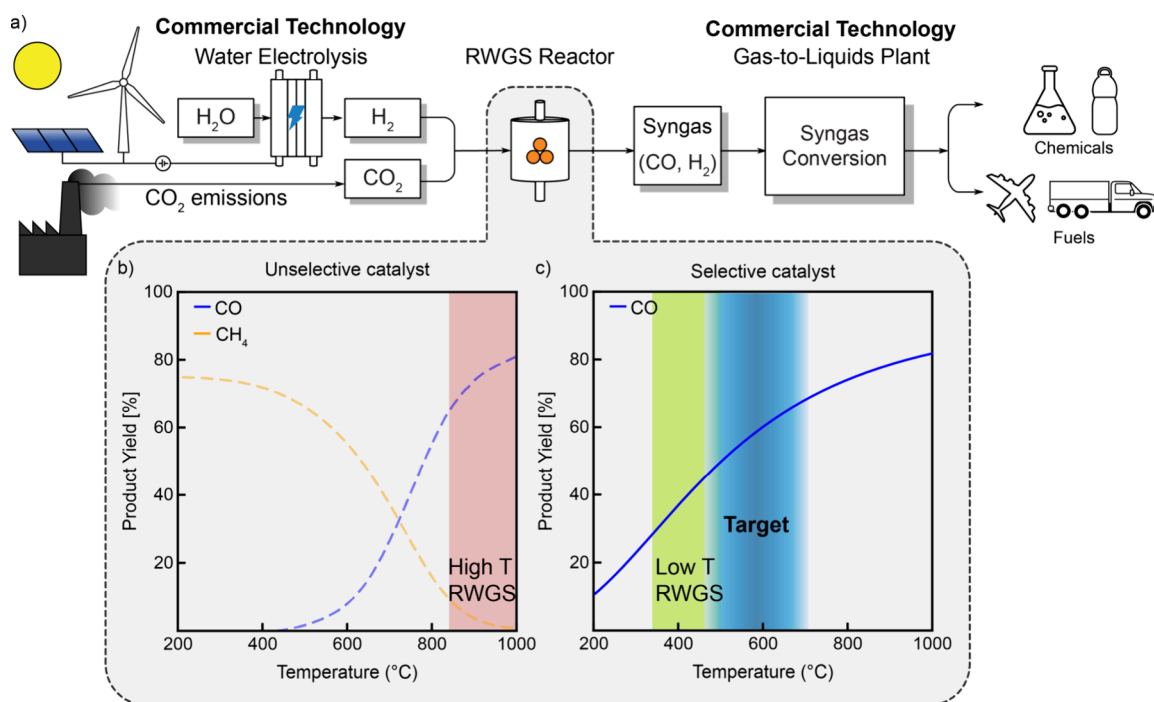 a)
Commercial Technology
Water Electrolysis
RWGS Reactor
Commercial Technology
Gas-to-Liquids Plant
H₂O
H₂
CO₂
CO₂ emissions
Syngas
(CO, H₂)
Syngas
Conversion
Chemicals
Fuels
b)
Unselective catalyst
CO
CH₄
Product Yield [%]
100
80
60
40
20
High T
RWGS
200
400
600
800
1000
Temperature (°C)
c)
Selective catalyst
CO
Product Yield [%]
100
80
60
40
20
Target
Low T
RWGS
200
400
600
800
1000
Temperature (°C)